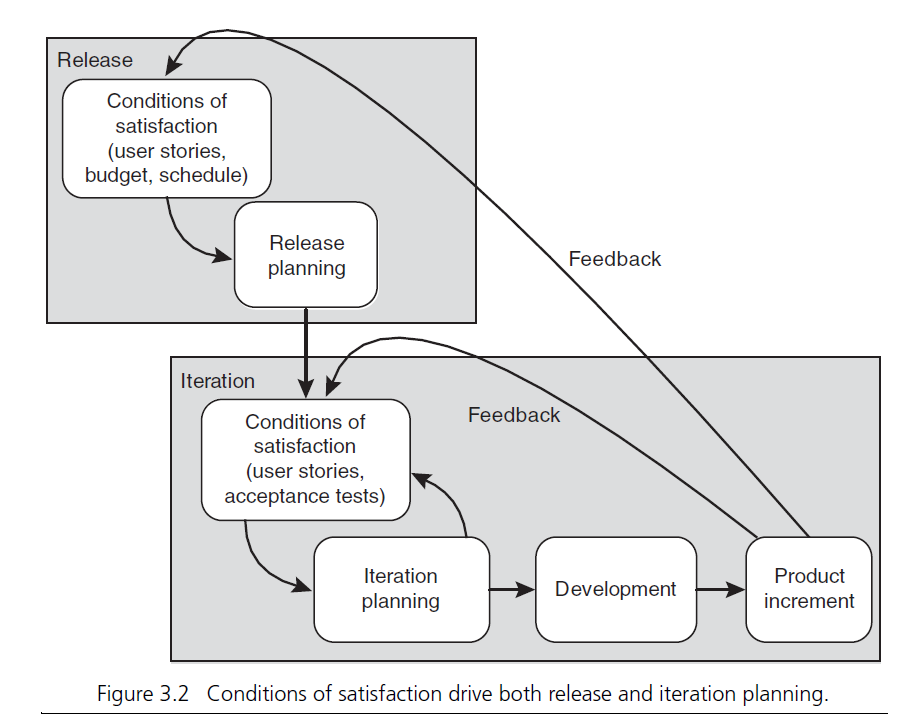 Release
Conditions of
satisfaction
(user stories,
budget, schedule)
Release
planning
Feedback
Iteration
Conditions of
satisfaction
(user stories,
acceptance tests)
Feedback
Iteration
planning
Development
Product
increment
Figure 3.2 Conditions of satisfaction drive both release and iteration planning.